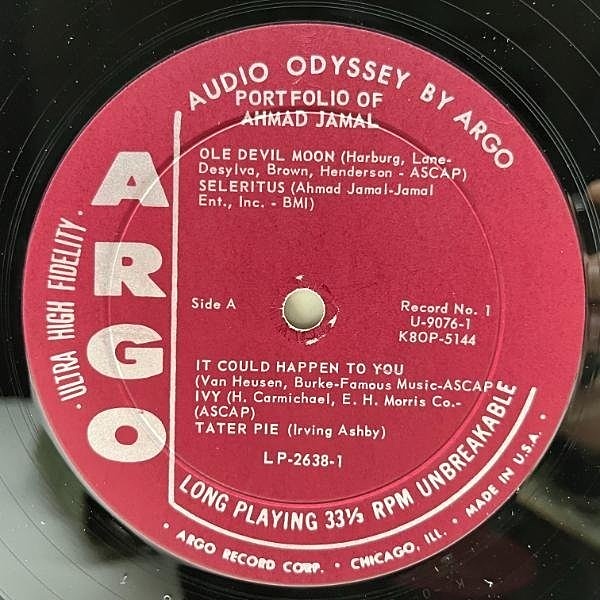 AUDIO ODYSSEY BY ARGO
PORTFOLIO OF
AHMAD JAMAL
OLE DEVIL MOON (Harburg, Lane-
Desylva, Brown, Henderson - ASCAP)
SELERITUS (Ahmad Jamal-Jamal
Ent., Inc. - BMI)
ARGO
· ULTRA HIGH FIDELITY ·
Side A
Record No. 1
U-9076-1
K8OP-5144
IT COULD HAPPEN TO YOU
(Van Heusen, Burke-Famous Music-ASCAP
IVY (H. Carmichael, E. H. Morris Co.-
(ASCAP)
TATER PIE (Irving Ashby)
LP-2638-1
LONG PLAYING 33⅓ RPM UNBREAKABLE
· ARGO RECORD CORP. · CHICAGO, ILL. · MADE IN U.S.A. ·